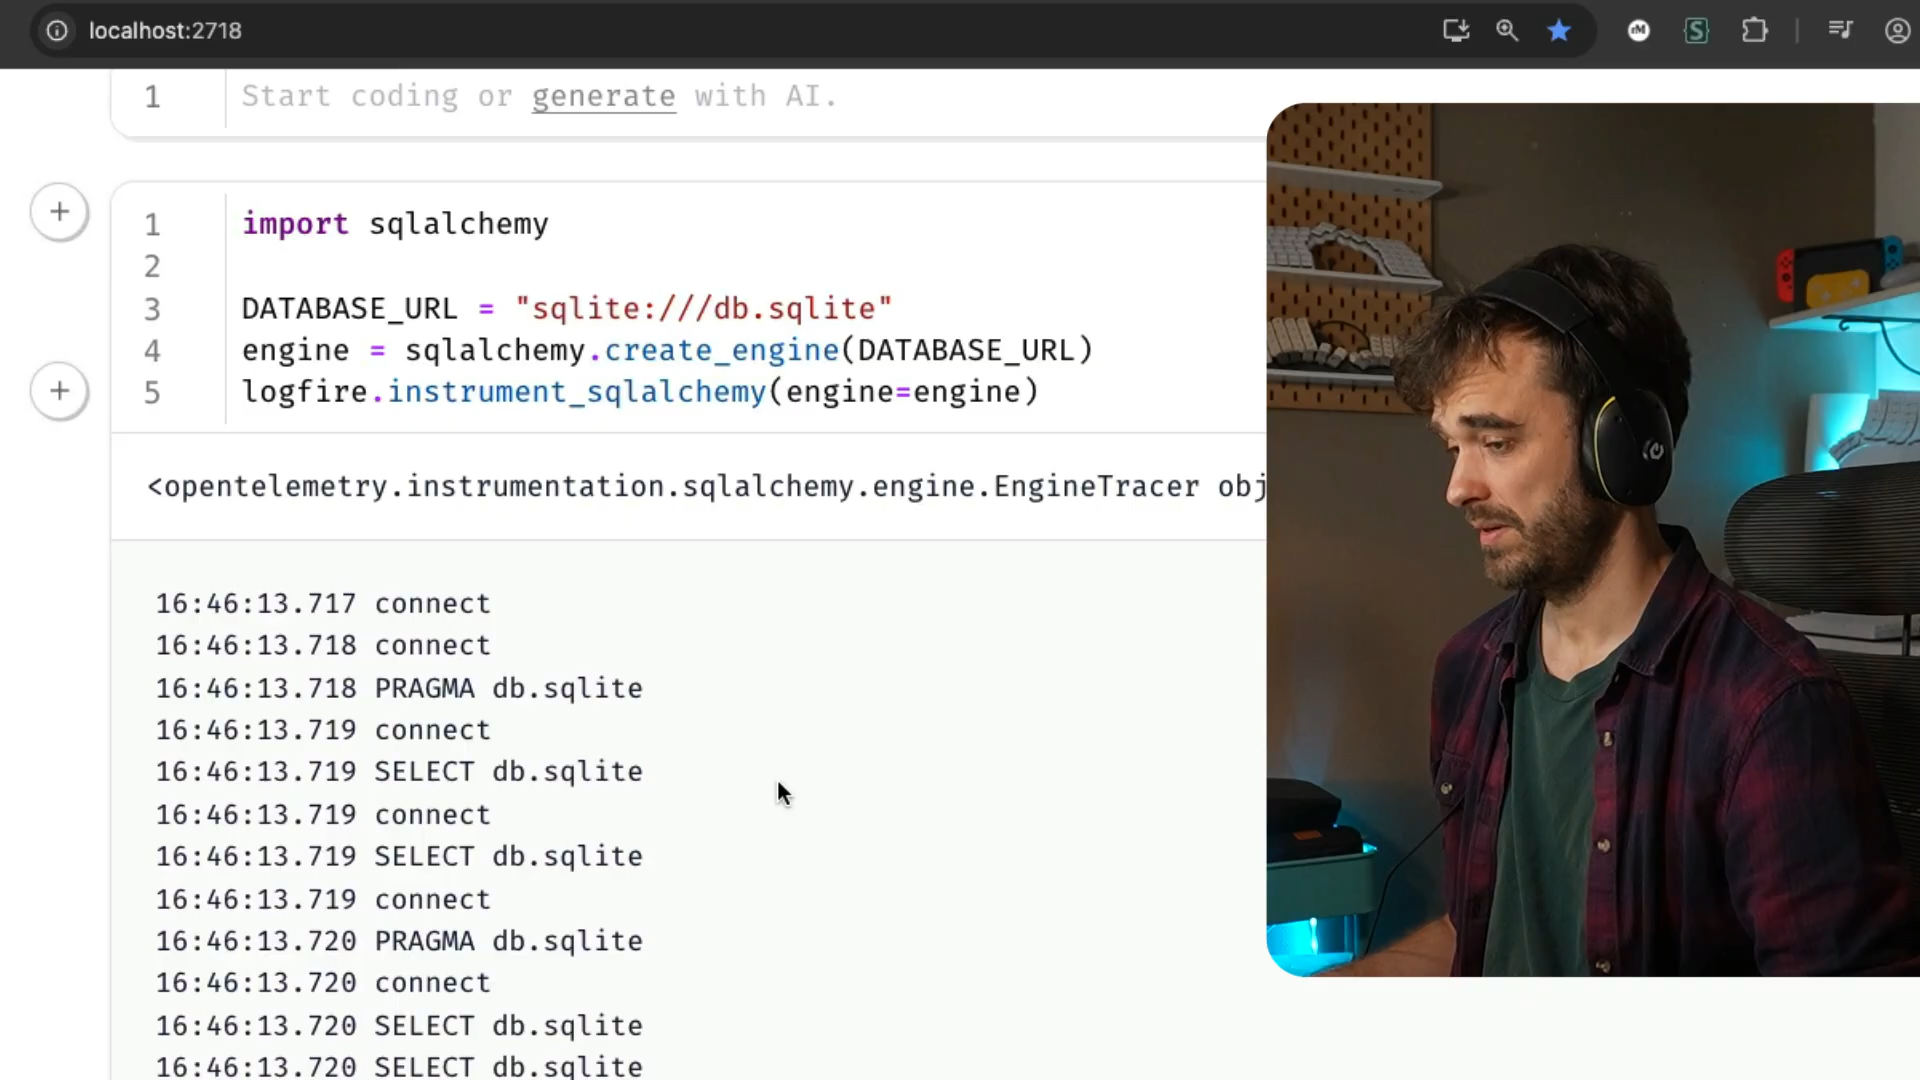 localhost:2718
1 Start coding or generate with AI.
1 import sqlalchemy
2
3 DATABASE_URL = "sqlite:///db.sqlite"
4 engine = sqlalchemy.create_engine(DATABASE_URL)
5 logfire.instrument_sqlalchemy(engine=engine)
<opentelemetry.instrumentation.sqlalchemy.engine.EngineTracer obj
16:46:13.717 connect
16:46:13.718 connect
16:46:13.718 PRAGMA db.sqlite
16:46:13.719 connect
16:46:13.719 SELECT db.sqlite
16:46:13.719 connect
16:46:13.719 SELECT db.sqlite
16:46:13.719 connect
16:46:13.720 PRAGMA db.sqlite
16:46:13.720 connect
16:46:13.720 SELECT db.sqlite
16:46:13.720 SELECT db.sqlite